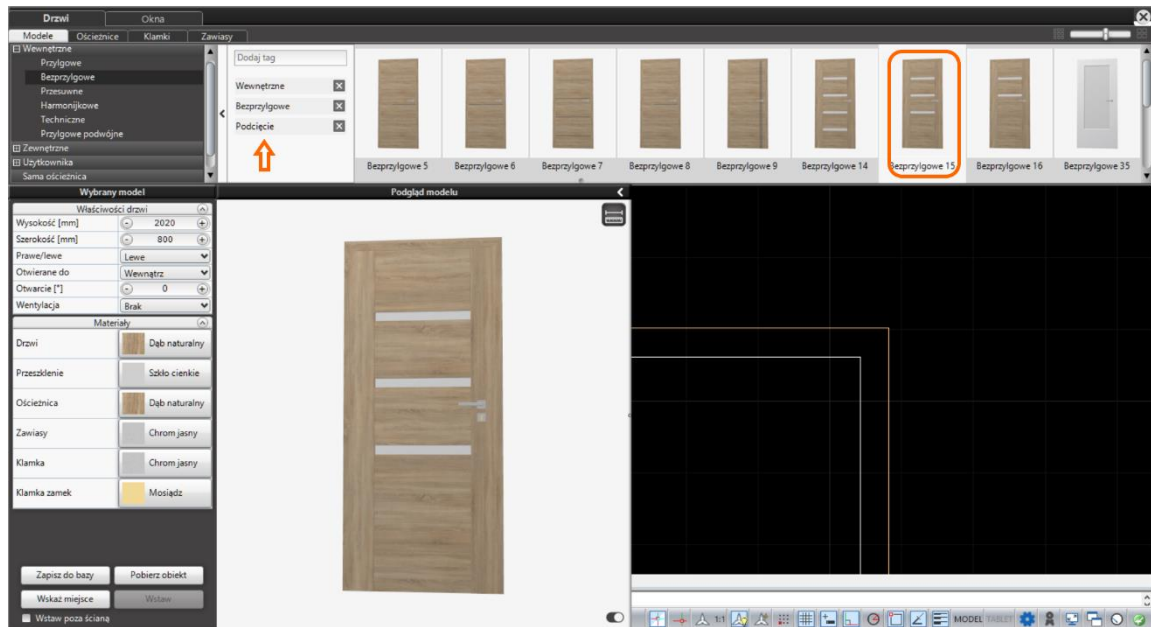 Drzwi Okna
Modele Ościeżnice Klamki Zawiasy
Wewnętrzne
Przylgowe
Bezprzylgowe
Przesuwne
Harmonijkowe
Techniczne
Przylgowe podwójne
Zewnętrzne
Użytkownika
Sama ościeżnica
Dodaj tag
Wewnętrzne
Bezprzylgowe
Podcięcie
Bezprzylgowe 5 Bezprzylgowe 6 Bezprzylgowe 7 Bezprzylgowe 8 Bezprzylgowe 9 Bezprzylgowe 14 Bezprzylgowe 15 Bezprzylgowe 16 Bezprzylgowe 35
Wybrany model
Właściwości drzwi
Wysokość [mm] 2020
Szerokość [mm] 800
Prawe/lewe Lewe
Otwierane do Wewnątrz
Otwarcie [°] 0
Wentylacja Brak
Materiały
Drzwi Dąb naturalny
Przeszklenie Szkło cienkie
Ościeżnica Dąb naturalny
Zawiasy Chrom jasny
Klamka Chrom jasny
Klamka zamek Mosiądz
Zapisz do bazy Pobierz obiekt
Wskaż miejsce Wstaw
Wstaw poza ścianą
Podgląd modelu
1:1 MODEL TABLET